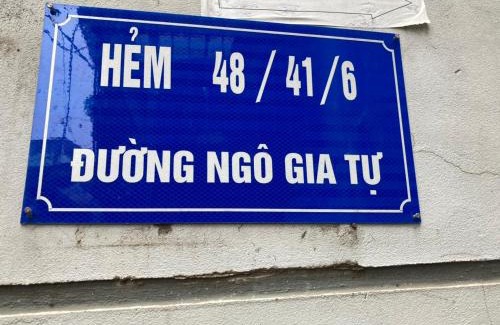 HẺM 48 / 41 / 6
ĐƯỜNG NGÔ GIA TỰ